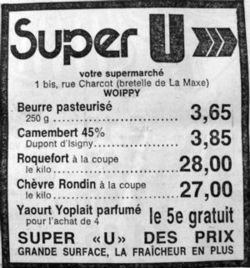 Super U
votre supermarché
1 bis, rue Charcot (bretelle de La Maxe)
WOIPPY
Beurre pasteurisé
250 g 3,65
Camembert 45%
Dupont d'Isigny 3,85
Roquefort à la coupe
le kilo 28,00
Chèvre Rondin à la coupe
le kilo 27,00
Yaourt Yoplait parfumé
pour l'achat de 4 le 5e gratuit
SUPER «U» DES PRIX
GRANDE SURFACE, LA FRAÎCHEUR EN PLUS